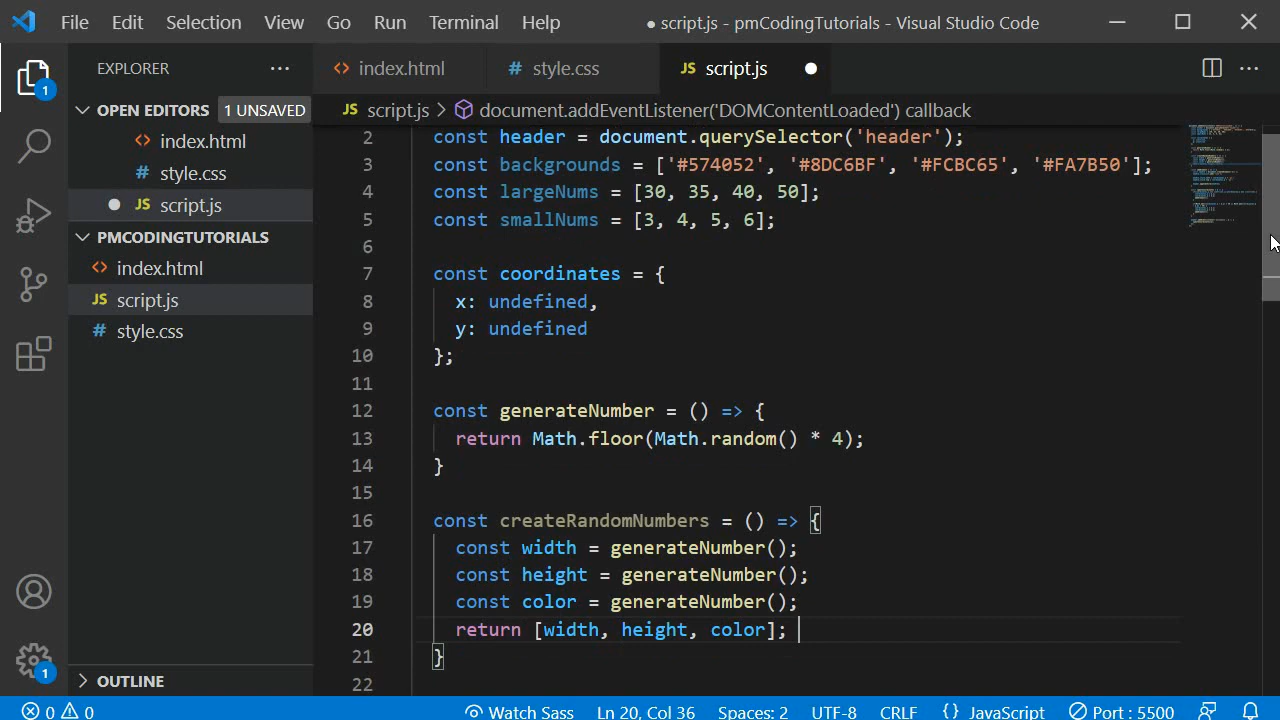 File Edit Selection View Go Run Terminal Help ● script.js - pmCodingTutorials - Visual Studio Code
EXPLORER ··· <> index.html # style.css JS script.js ●
OPEN EDITORS 1 UNSAVED
JS script.js > document.addEventListener('DOMContentLoaded') callback
<> index.html
# style.css
● JS script.js
PMCODINGTUTORIALS
<> index.html
JS script.js
# style.css
OUTLINE
1
1
2 const header = document.querySelector('header');
3 const backgrounds = ['#574052', '#8DC6BF', '#FCBC65', '#FA7B50'];
4 const largeNums = [30, 35, 40, 50];
5 const smallNums = [3, 4, 5, 6];
6
7 const coordinates = {
8 x: undefined,
9 y: undefined
10 };
11
12 const generateNumber = () => {
13 return Math.floor(Math.random() * 4);
14 }
15
16 const createRandomNumbers = () => {
17 const width = generateNumber();
18 const height = generateNumber();
19 const color = generateNumber();
20 return [width, height, color];
21 }
22
0 0 Watch Sass Ln 20, Col 36 Spaces: 2 UTF-8 CRLF {} JavaScript Port : 5500